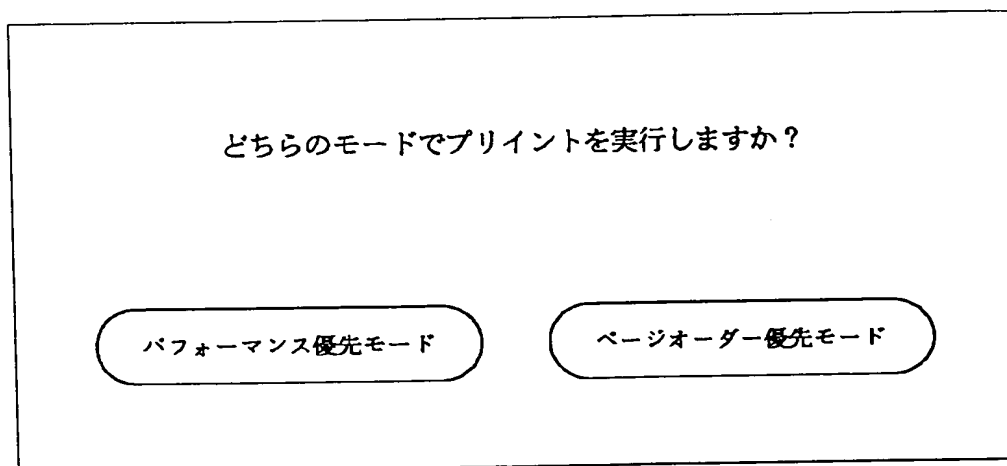 どちらのモードでプリイントを実行しますか？
パフォーマンス優先モード
ページオーダー優先モード